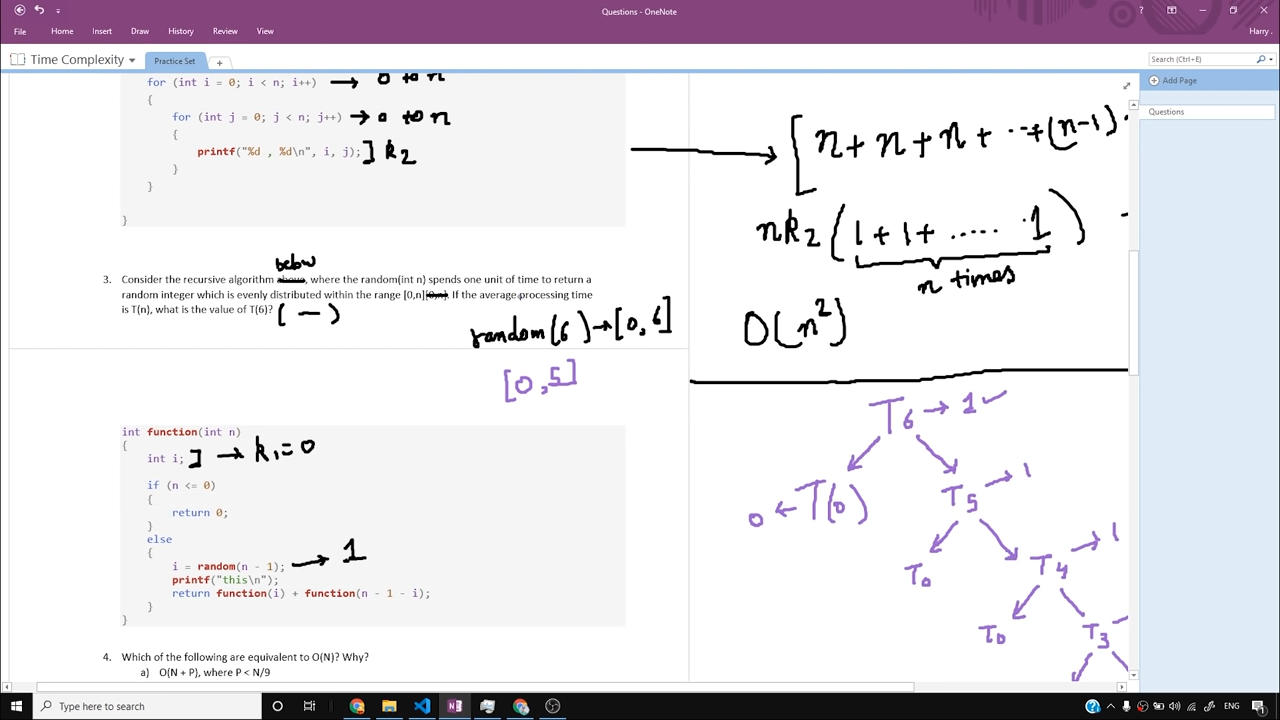 Questions - OneNote
Harry .
File Home Insert Draw History Review View
Time Complexity
Practice Set
Search (Ctrl+E)
Add Page
Questions
for (int i = 0; i < n; i++) → 0 to n
{
for (int j = 0; j < n; j++) → 0 to n
{
printf("%d , %d\n", i, j); ] k2
}
}
}
[ n + n + n + ... + (n-1)
nk2 ( 1 + 1 + ..... 1 )
n times
O(n²)
below
3. Consider the recursive algorithm above, where the random(int n) spends one unit of time to return a
random integer which is evenly distributed within the range [0,n][0,n]. If the average processing time
is T(n), what is the value of T(6)? ( — )
random(6) → [0, 6]
[0, 5]
int function(int n)
{
int i; ] → k1 = 0
if (n <= 0)
{
return 0;
}
else
{
i = random(n - 1); → 1
printf("this\n");
return function(i) + function(n - 1 - i);
}
}
T6 → 1 ✓
0 ← T(0) T5 → 1
T0 T4 → 1
T0 T3
4. Which of the following are equivalent to O(N)? Why?
a) O(N + P), where P < N/9
Type here to search
ENG